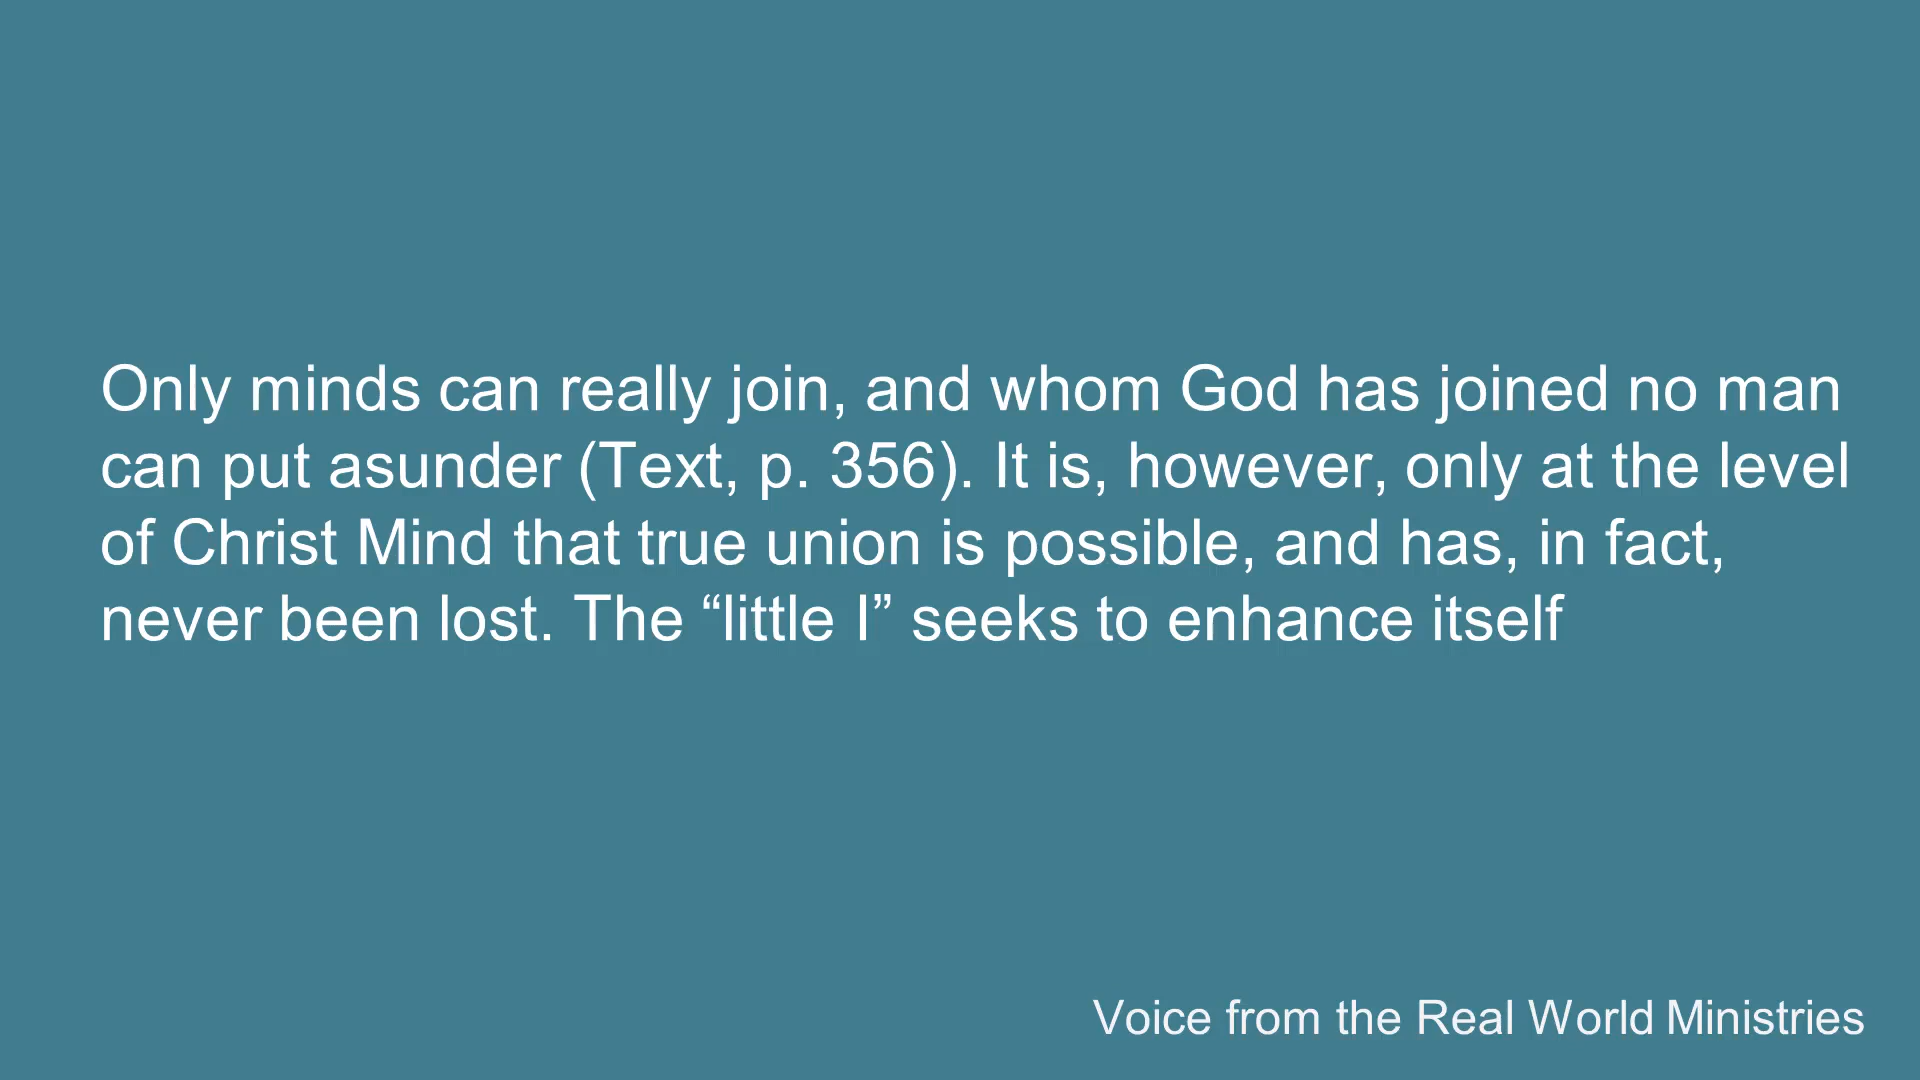 Only minds can really join, and whom God has joined no man
can put asunder (Text, p. 356). It is, however, only at the level
of Christ Mind that true union is possible, and has, in fact,
never been lost. The “little I” seeks to enhance itself
Voice from the Real World Ministries